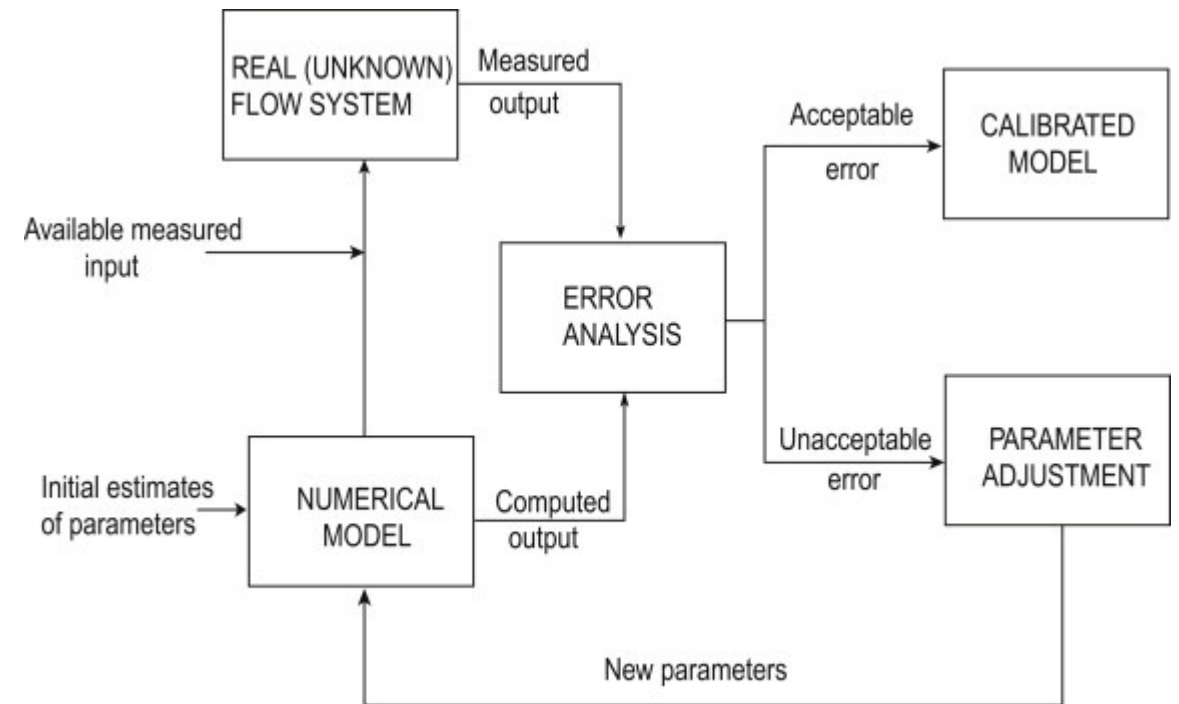 REAL (UNKNOWN)
FLOW SYSTEM
Measured
output
Acceptable
error
CALIBRATED
MODEL
Available measured
input
ERROR
ANALYSIS
Unacceptable
error
PARAMETER
ADJUSTMENT
Initial estimates
of parameters
NUMERICAL
MODEL
Computed
output
New parameters